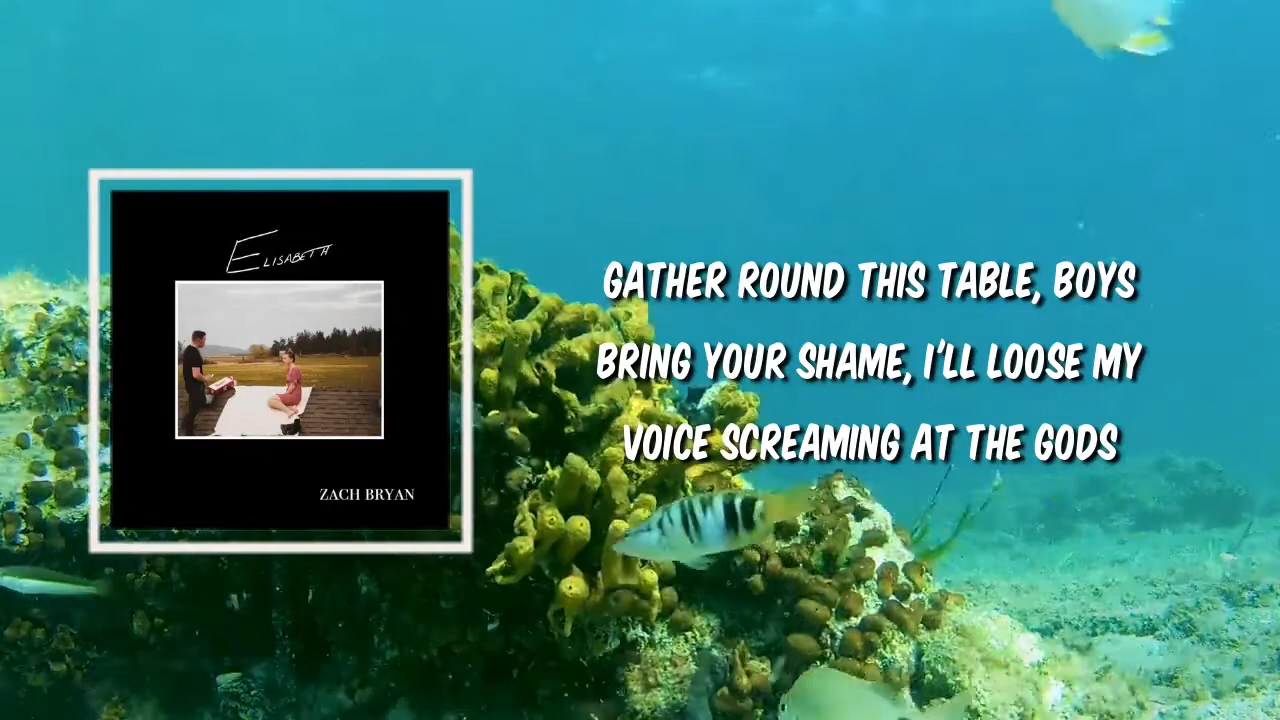 Elisabeth
ZACH BRYAN
GATHER ROUND THIS TABLE, BOYS
BRING YOUR SHAME, I'LL LOOSE MY
VOICE SCREAMING AT THE GODS